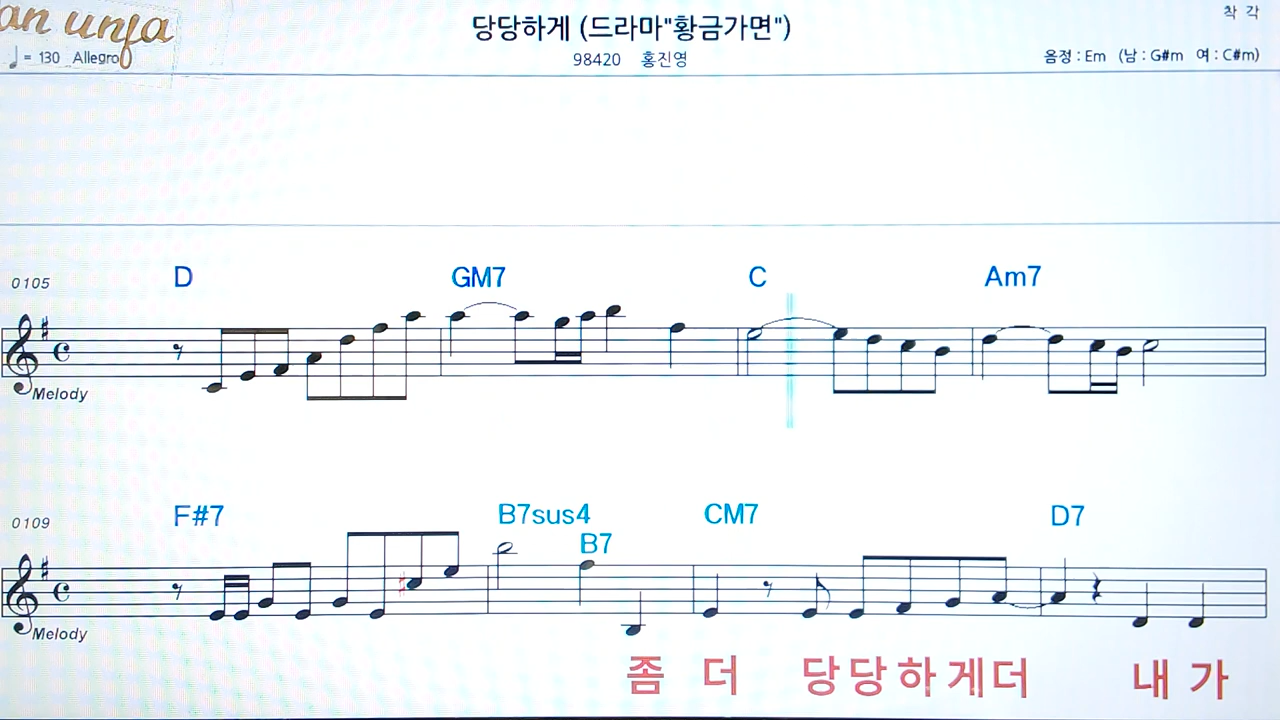 an unja
당당하게 (드라마"황금가면")
착 각
♩= 130 Allegro
98420 홍진영
음정 : Em (남 : G#m 여 : C#m)
0105 D GM7 C Am7
Melody
0109 F#7 B7sus4 CM7 D7
B7
Melody
좀 더 당당하게더 내 가